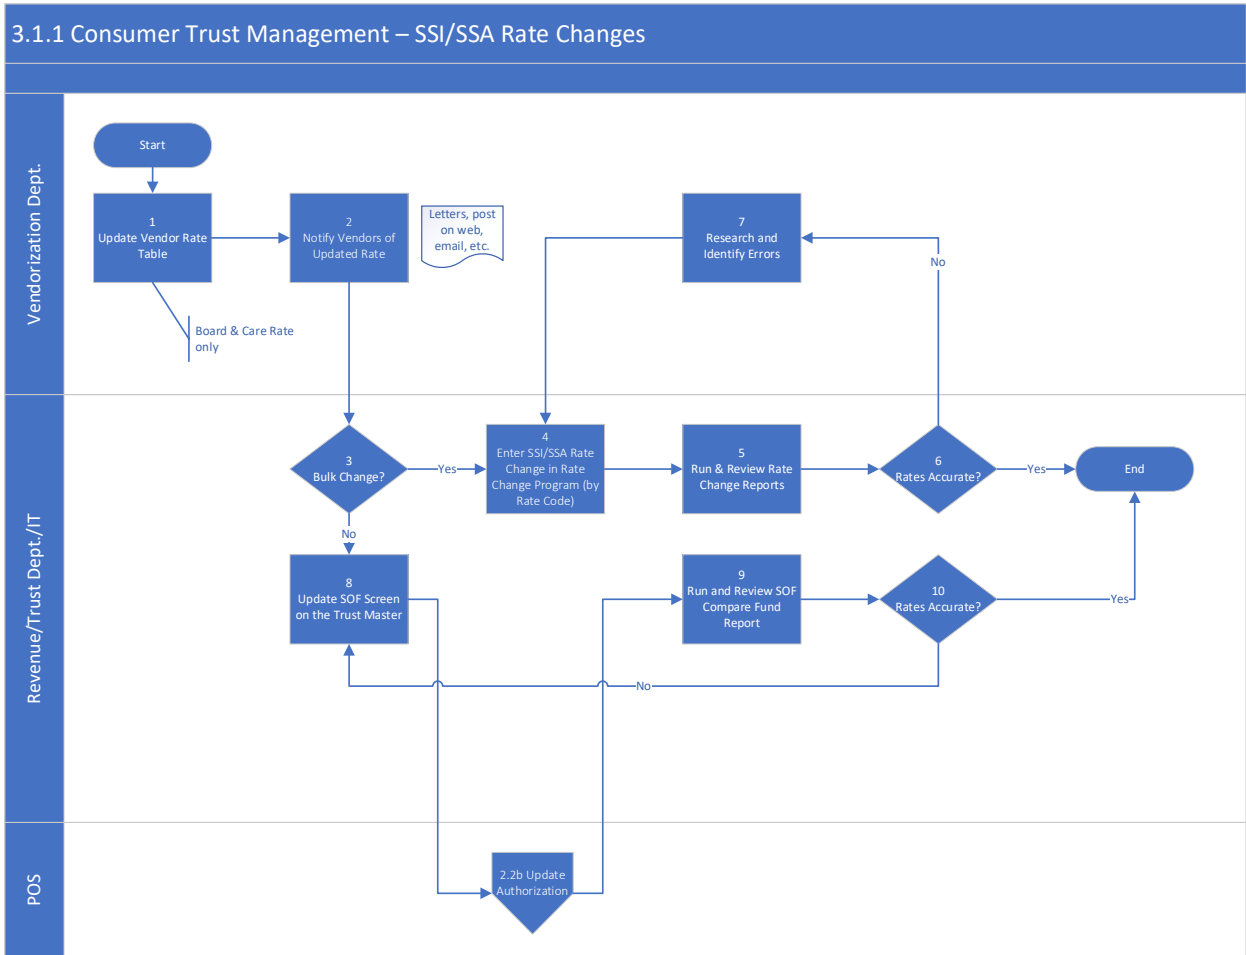 3.1.1 Consumer Trust Management – SSI/SSA Rate Changes
Vendorization Dept.
Start
1
Update Vendor Rate
Table
2
Notify Vendors of
Updated Rate
Letters, post
on web,
email, etc.
7
Research and
Identify Errors
No
Board & Care Rate
only
Revenue/Trust Dept./IT
3
Bulk Change?
Yes
4
Enter SSI/SSA Rate
Change in Rate
Change Program (by
Rate Code)
5
Run & Review Rate
Change Reports
6
Rates Accurate?
Yes
End
No
8
Update SOF Screen
on the Trust Master
9
Run and Review SOF
Compare Fund
Report
10
Rates Accurate?
Yes
No
POS
2.2b Update
Authorization